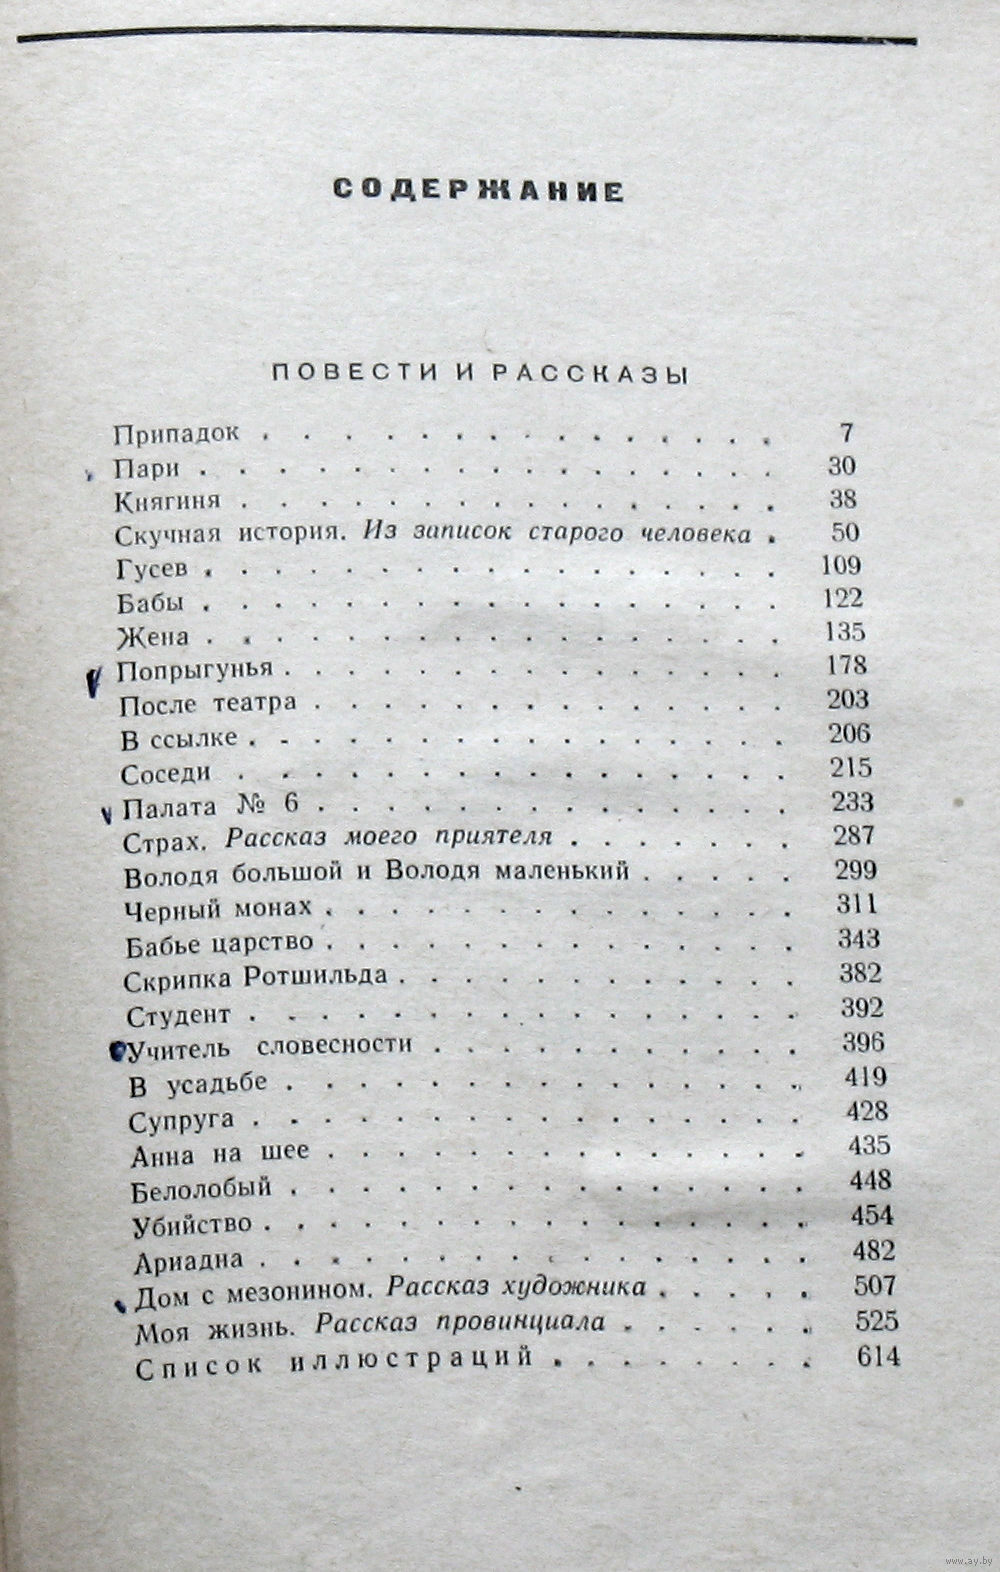 СОДЕРЖАНИЕ
ПОВЕСТИ И РАССКАЗЫ
Припадок . . . . . . . . . . . . . . 7
Пари . . . . . . . . . . . . . . . 30
Княгиня . . . . . . . . . . . . . . 38
Скучная история. Из записок старого человека . 50
Гусев . . . . . . . . . . . . . . . 109
Бабы . . . . . . . . . . . . . . . 122
Жена . . . . . . . . . . . . . . . 135
Попрыгунья . . . . . . . . . . . . . . 178
После театра . . . . . . . . . . . . . 203
В ссылке . . . . . . . . . . . . . . 206
Соседи . . . . . . . . . . . . . . 215
Палата № 6 . . . . . . . . . . . . . 233
Страх. Рассказ моего приятеля . . . . . . . 287
Володя большой и Володя маленький . . . . . 299
Черный монах . . . . . . . . . . . . . 311
Бабье царство . . . . . . . . . . . . . 343
Скрипка Ротшильда . . . . . . . . . . . 382
Студент . . . . . . . . . . . . . . 392
Учитель словесности . . . . . . . . . . 396
В усадьбе . . . . . . . . . . . . . . 419
Супруга . . . . . . . . . . . . . . 428
Анна на шее . . . . . . . . . . . . . 435
Белолобый . . . . . . . . . . . . . . 448
Убийство . . . . . . . . . . . . . . 454
Ариадна . . . . . . . . . . . . . . 482
Дом с мезонином. Рассказ художника . . . . . 507
Моя жизнь. Рассказ провинциала . . . . . . 525
Список иллюстраций . . . . . . . . 614
www.ay.by